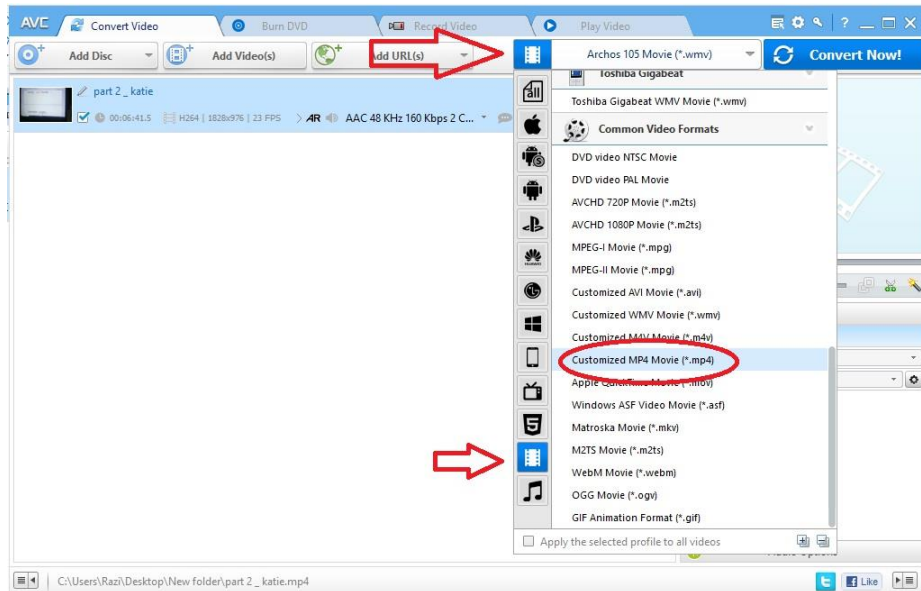 AVC Convert Video Burn DVD Record Video Play Video
Add Disc Add Video(s) Add URL(s) Archos 105 Movie (*.wmv) Convert Now!
part 2 _ katie
00:06:41.5 H264 | 1828x976 | 23 FPS AR AAC 48 KHz 160 Kbps 2 C...
Toshiba Gigabeat
all
Toshiba Gigabeat WMV Movie (*.wmv)
Common Video Formats
DVD video NTSC Movie
DVD video PAL Movie
AVCHD 720P Movie (*.m2ts)
AVCHD 1080P Movie (*.m2ts)
MPEG-I Movie (*.mpg)
MPEG-II Movie (*.mpg)
Customized AVI Movie (*.avi)
Customized WMV Movie (*.wmv)
Customized M4V Movie (*.m4v)
Customized MP4 Movie (*.mp4)
Apple QuickTime Movie (*.mov)
Windows ASF Video Movie (*.asf)
Matroska Movie (*.mkv)
M2TS Movie (*.m2ts)
WebM Movie (*.webm)
OGG Movie (*.ogv)
GIF Animation Format (*.gif)
Apply the selected profile to all videos
Audio Options
C:\Users\Razi\Desktop\New folder\part 2 _ katie.mp4
Like